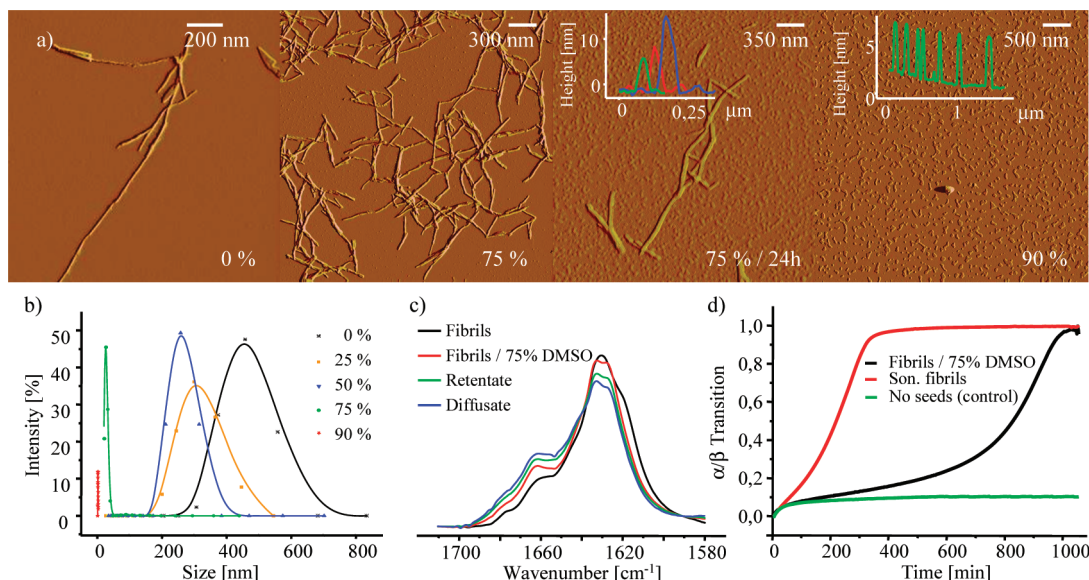 a)
200 nm
0 %
300 nm
75 %
Height [nm]
10
0
0
0,25
µm
350 nm
75 % / 24h
Height [nm]
5
0
0
1
µm
500 nm
90 %
b)
Intensity [%]
50
40
30
20
10
0
0 %
25 %
50 %
75 %
90 %
0
200
400
600
800
Size [nm]
c)
Fibrils
Fibrils / 75% DMSO
Retentate
Diffusate
1700
1660
1620
1580
Wavenumber [cm⁻¹]
d)
α/β Transition
1,0
0,8
0,6
0,4
0,2
0,0
Fibrils / 75% DMSO
Son. fibrils
No seeds (control)
0
200
400
600
800
1000
Time [min]